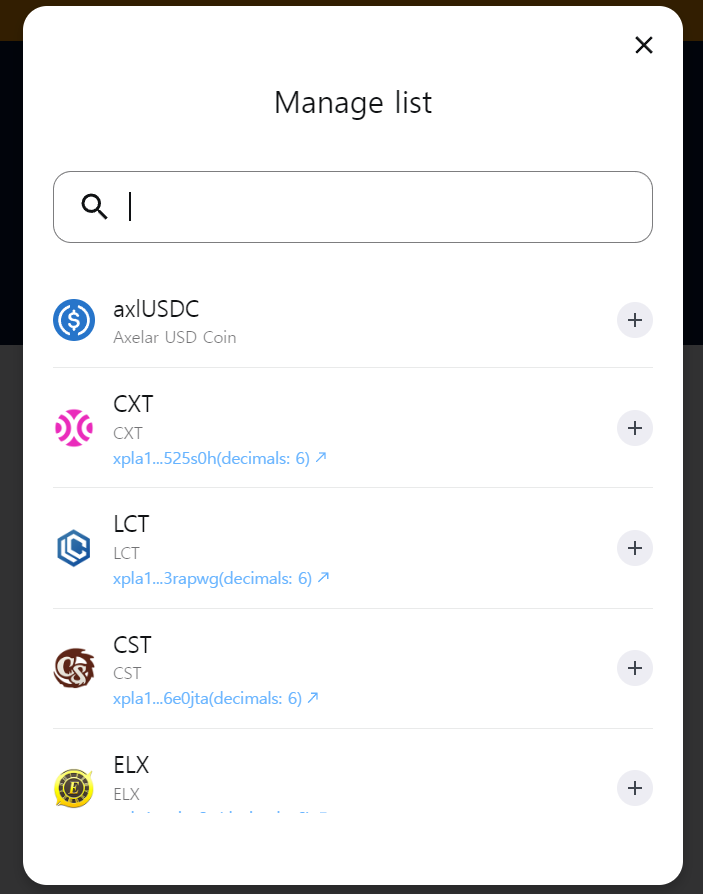 Manage list
axlUSDC
Axelar USD Coin
CXT
CXT
xpla1...525s0h(decimals: 6) ↗
LCT
LCT
xpla1...3rapwg(decimals: 6) ↗
CST
CST
xpla1...6e0jta(decimals: 6) ↗
ELX
ELX